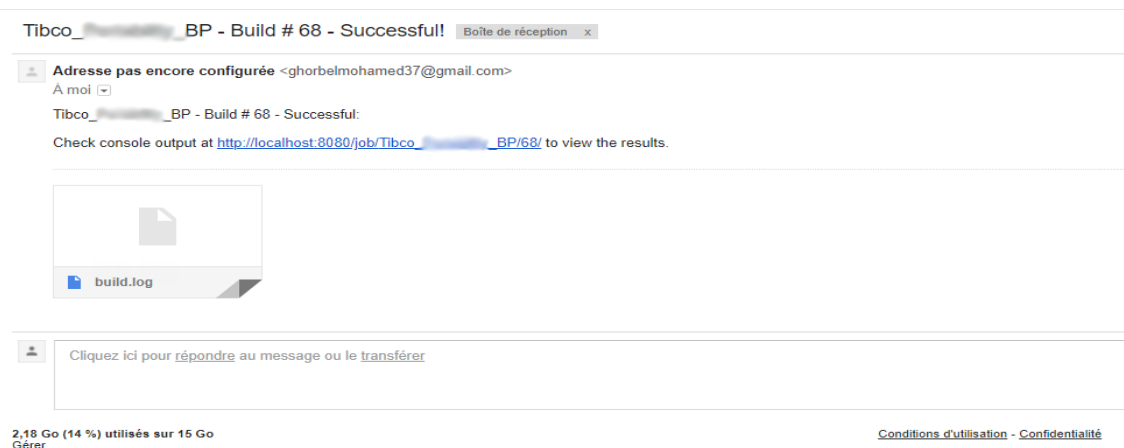 Tibco_ _BP - Build # 68 - Successful! Boîte de réception x
Adresse pas encore configurée <ghorbelmohamed37@gmail.com>
À moi
Tibco_ _BP - Build # 68 - Successful:
Check console output at http://localhost:8080/job/Tibco_ _BP/68/ to view the results.
build.log
Cliquez ici pour répondre au message ou le transférer
2,18 Go (14 %) utilisés sur 15 Go
Gérer
Conditions d'utilisation - Confidentialité